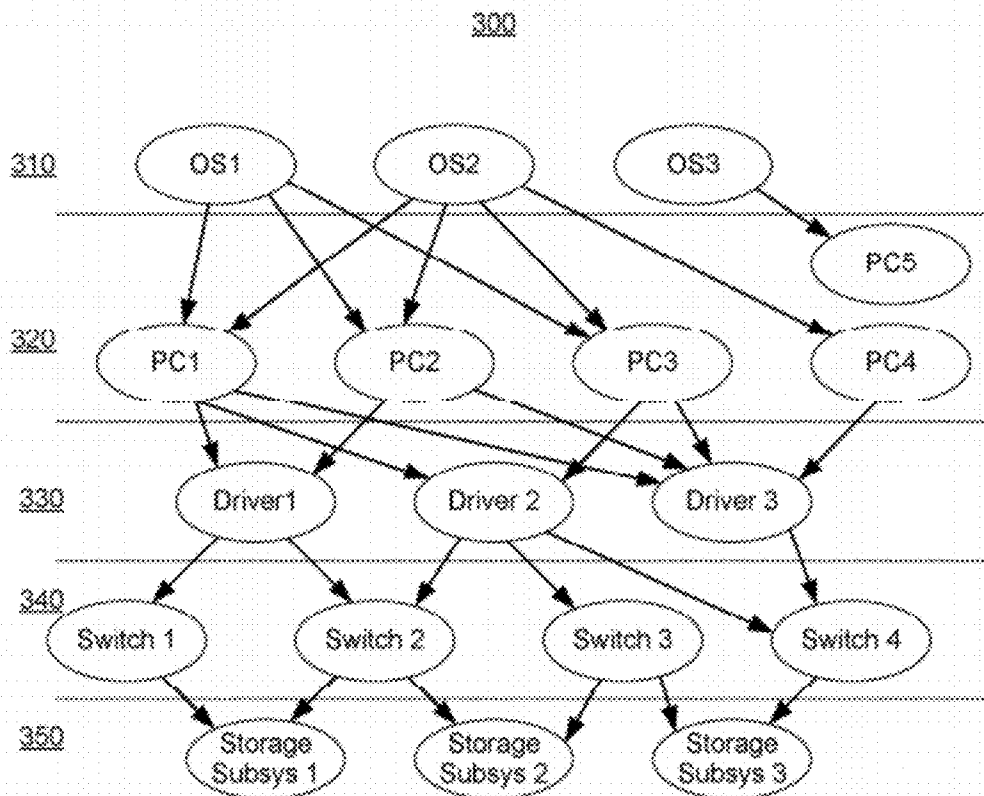 300
310
OS1
OS2
OS3
PC5
320
PC1
PC2
PC3
PC4
330
Driver1
Driver 2
Driver 3
340
Switch 1
Switch 2
Switch 3
Switch 4
350
Storage
Subsys 1
Storage
Subsys 2
Storage
Subsys 3